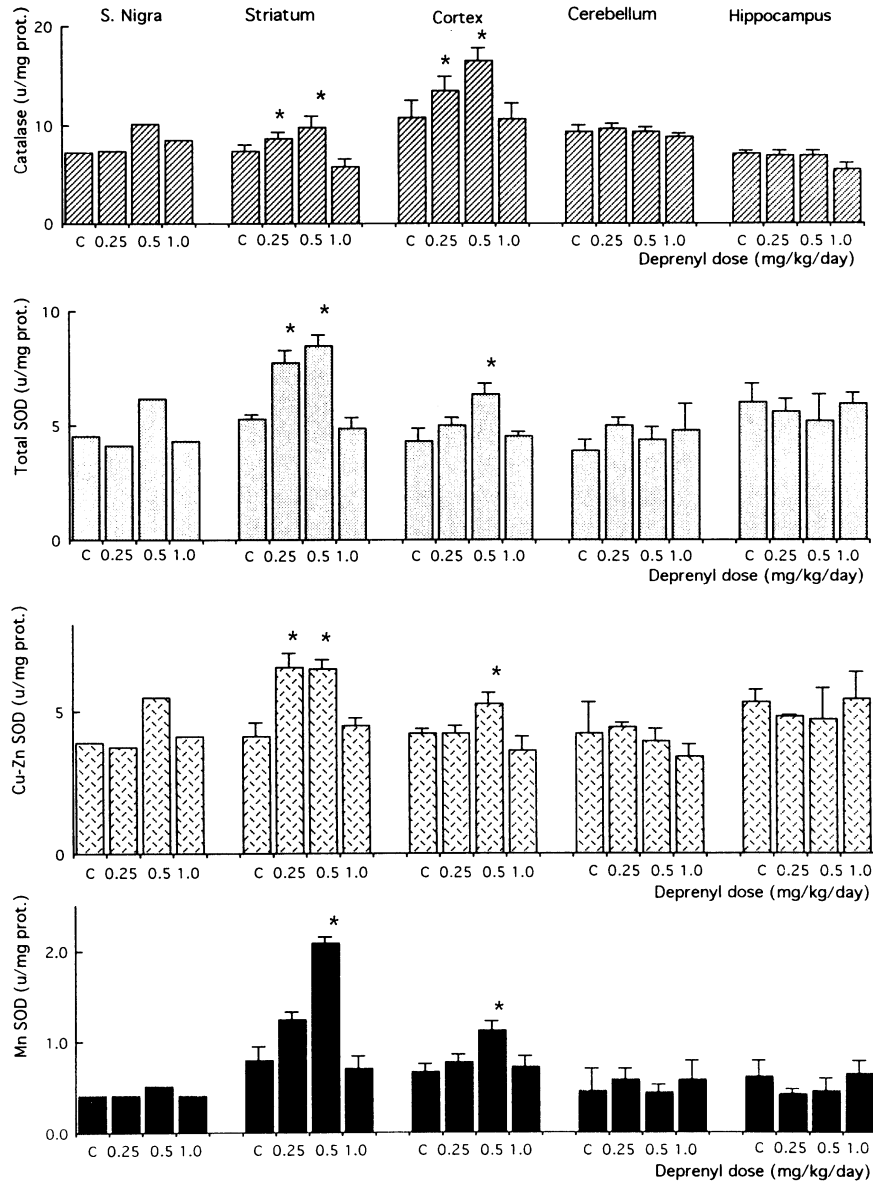 S. Nigra Striatum Cortex Cerebellum Hippocampus
Catalase (u/mg prot.)
20
10
0
* * * *
C 0.25 0.5 1.0 C 0.25 0.5 1.0 C 0.25 0.5 1.0 C 0.25 0.5 1.0 C 0.25 0.5 1.0
Deprenyl dose (mg/kg/day)
Total SOD (u/mg prot.)
10
5
0
* * *
C 0.25 0.5 1.0 C 0.25 0.5 1.0 C 0.25 0.5 1.0 C 0.25 0.5 1.0 C 0.25 0.5 1.0
Deprenyl dose (mg/kg/day)
Cu-Zn SOD (u/mg prot.)
5
0
* * *
C 0.25 0.5 1.0 C 0.25 0.5 1.0 C 0.25 0.5 1.0 C 0.25 0.5 1.0 C 0.25 0.5 1.0
Deprenyl dose (mg/kg/day)
Mn SOD (u/mg prot.)
2.0
1.0
0.0
* *
C 0.25 0.5 1.0 C 0.25 0.5 1.0 C 0.25 0.5 1.0 C 0.25 0.5 1.0 C 0.25 0.5 1.0
Deprenyl dose (mg/kg/day)